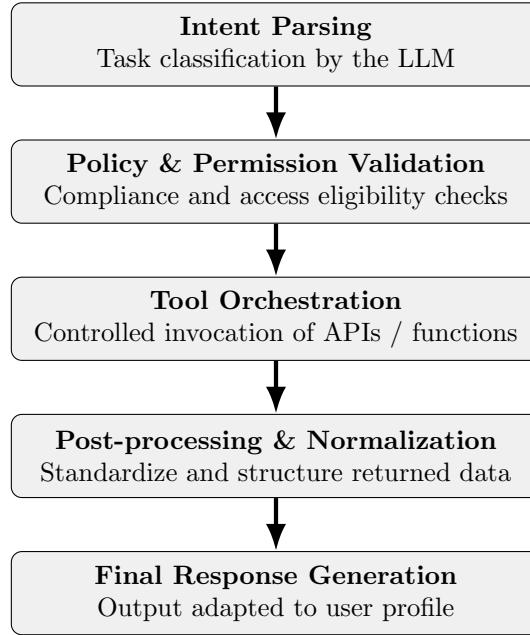 Intent Parsing
Task classification by the LLM
Policy & Permission Validation
Compliance and access eligibility checks
Tool Orchestration
Controlled invocation of APIs / functions
Post-processing & Normalization
Standardize and structure returned data
Final Response Generation
Output adapted to user profile